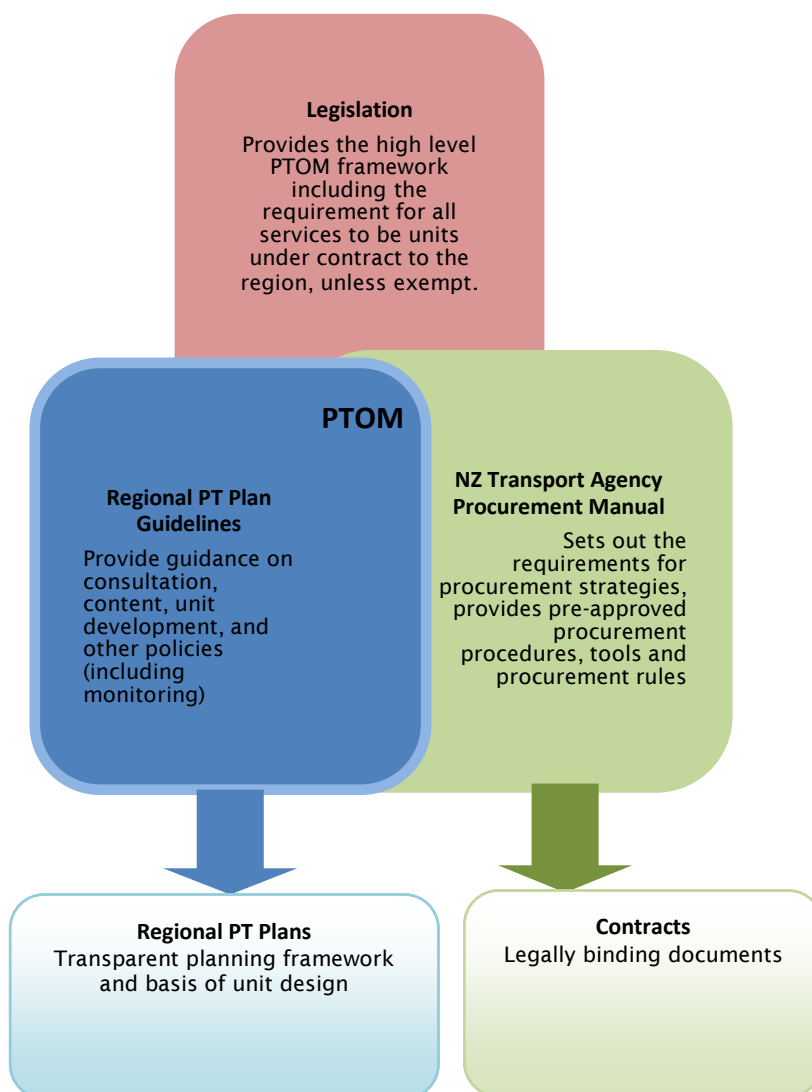 Legislation
Provides the high level
PTOM framework
including the
requirement for all
services to be units
under contract to the
region, unless exempt.
PTOM
Regional PT Plan
Guidelines
Provide guidance on
consultation,
content, unit
development, and
other policies
(including
monitoring)
NZ Transport Agency
Procurement Manual
Sets out the
requirements for
procurement strategies,
provides pre-approved
procurement
procedures, tools and
procurement rules
Regional PT Plans
Transparent planning framework
and basis of unit design
Contracts
Legally binding documents